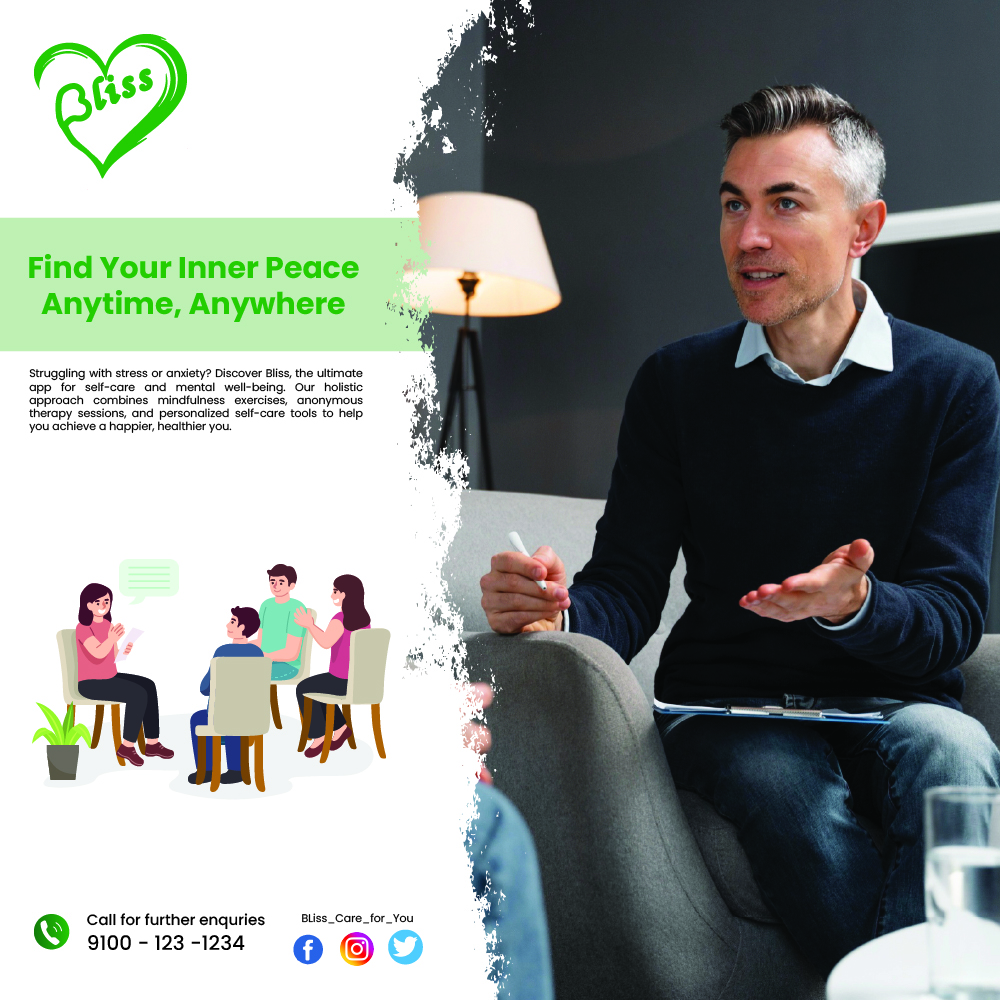 Bliss
Find Your Inner Peace
Anytime, Anywhere
Struggling with stress or anxiety? Discover Bliss, the ultimate
app for self-care and mental well-being. Our holistic
approach combines mindfulness exercises, anonymous
therapy sessions, and personalized self-care tools to help
you achieve a happier, healthier you.
Call for further enquries
9100 - 123 -1234
BLiss_Care_for_You